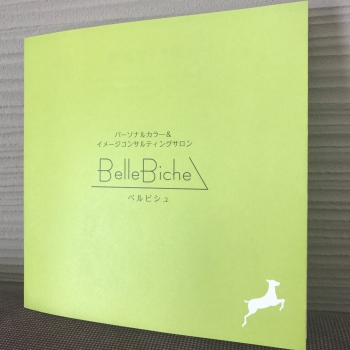 パーソナルカラー＆
イメージコンサルティングサロン
BelleBiche
ベルビシュ